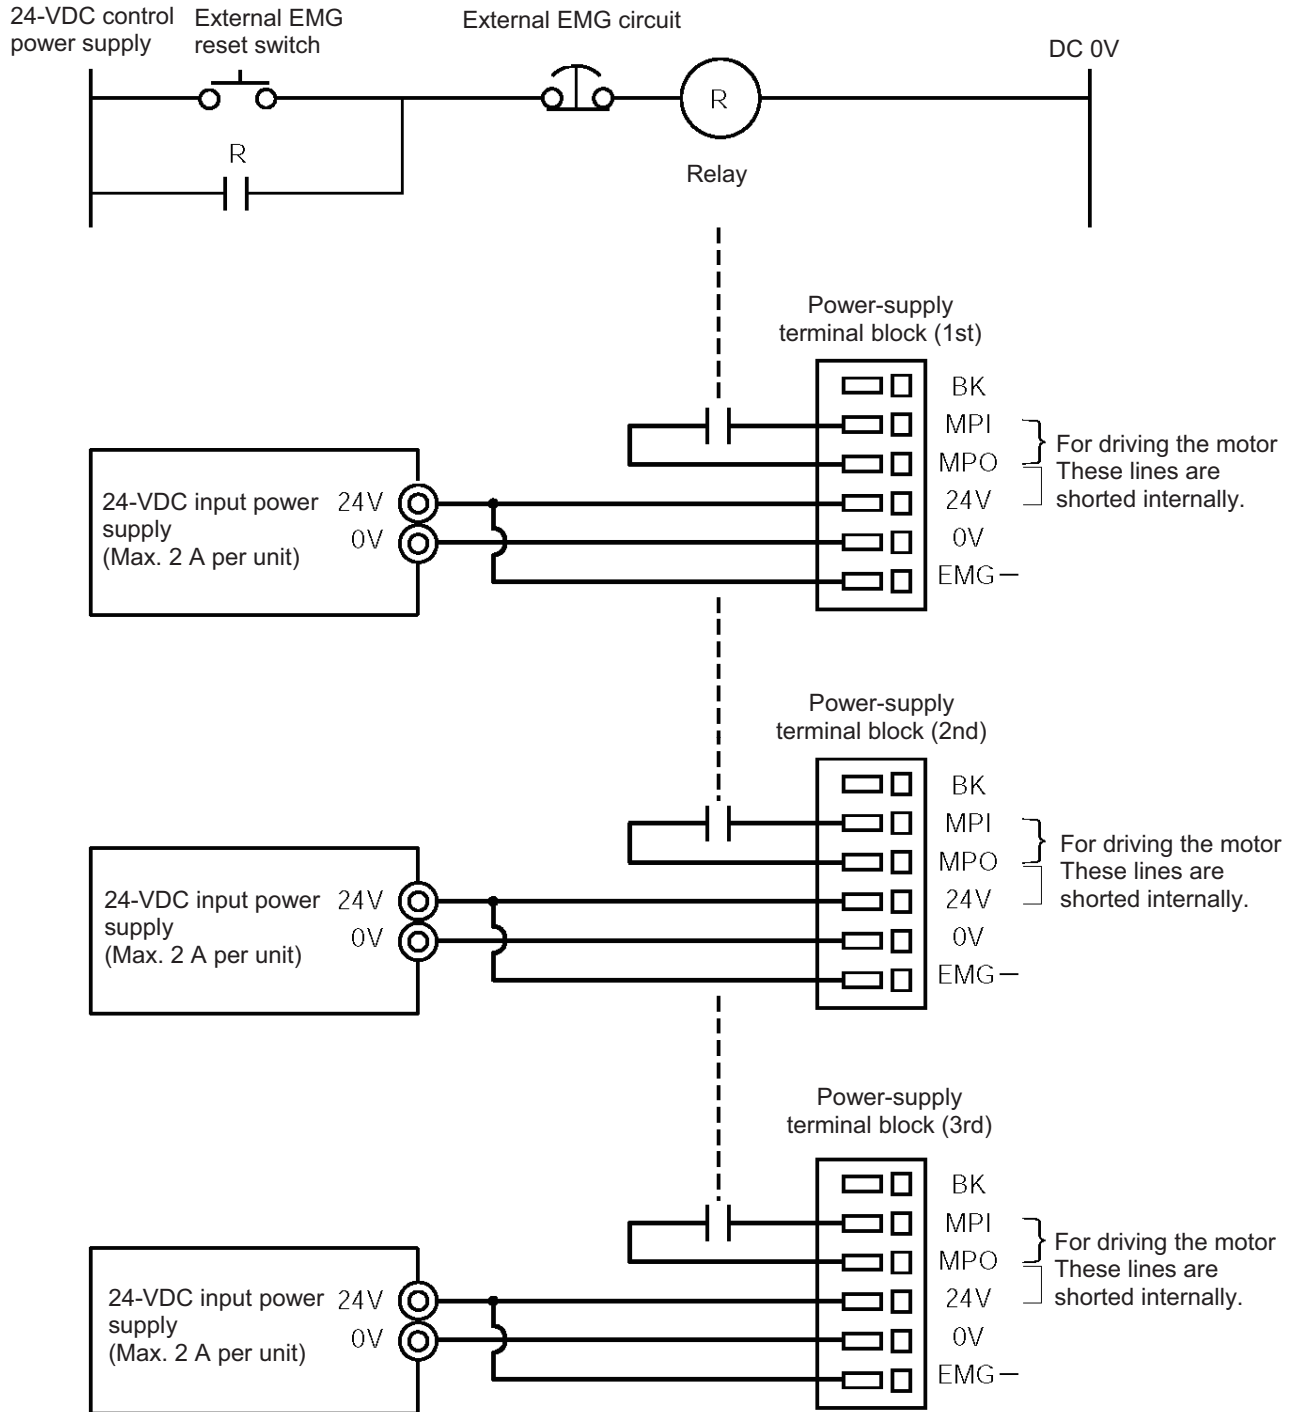 24-VDC control
power supply
External EMG
reset switch
External EMG circuit
DC 0V
R
R
Relay
Power-supply
terminal block (1st)
BK
MPI
MPO
24V
0V
EMG−
For driving the motor
These lines are
shorted internally.
24-VDC input power
supply
(Max. 2 A per unit)
24V
0V
Power-supply
terminal block (2nd)
BK
MPI
MPO
24V
0V
EMG−
For driving the motor
These lines are
shorted internally.
24-VDC input power
supply
(Max. 2 A per unit)
24V
0V
Power-supply
terminal block (3rd)
BK
MPI
MPO
24V
0V
EMG−
For driving the motor
These lines are
shorted internally.
24-VDC input power
supply
(Max. 2 A per unit)
24V
0V